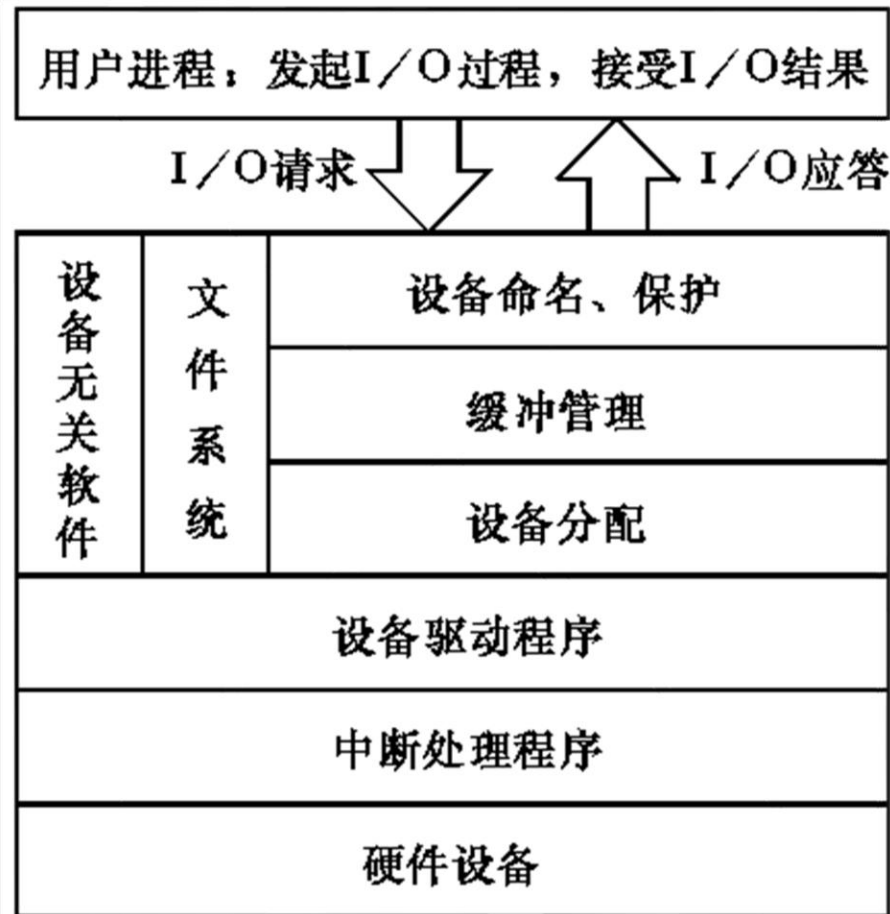 用户进程：发起I／O过程，接受I／O结果
I／O请求
I／O应答
设备无关软件
文件系统
设备命名、保护
缓冲管理
设备分配
设备驱动程序
中断处理程序
硬件设备